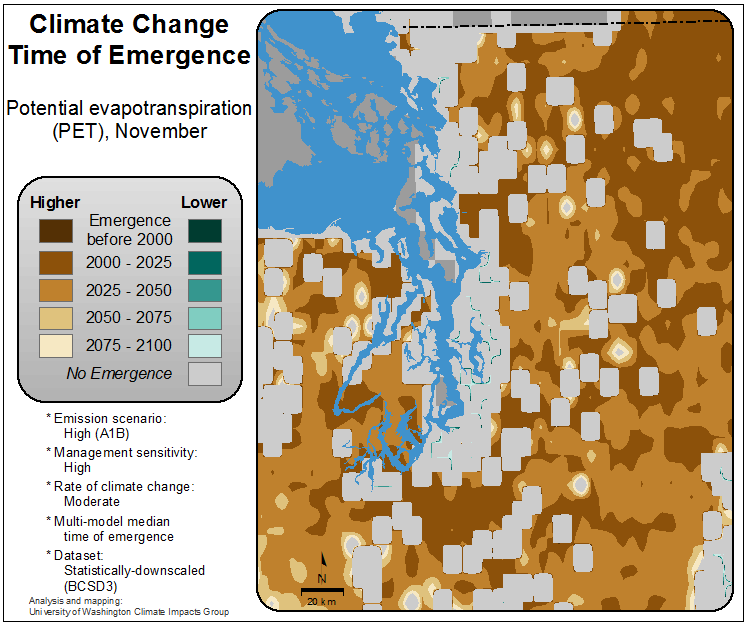 Climate Change
Time of Emergence
Potential evapotranspiration
(PET), November
Higher Lower
Emergence
before 2000
2000 - 2025
2025 - 2050
2050 - 2075
2075 - 2100
No Emergence
* Emission scenario:
High (A1B)
* Management sensitivity:
High
* Rate of climate change:
Moderate
* Multi-model median
time of emergence
* Dataset:
Statistically-downscaled
(BCSD3)
Analysis and mapping:
University of Washington Climate Impacts Group
N
20 km